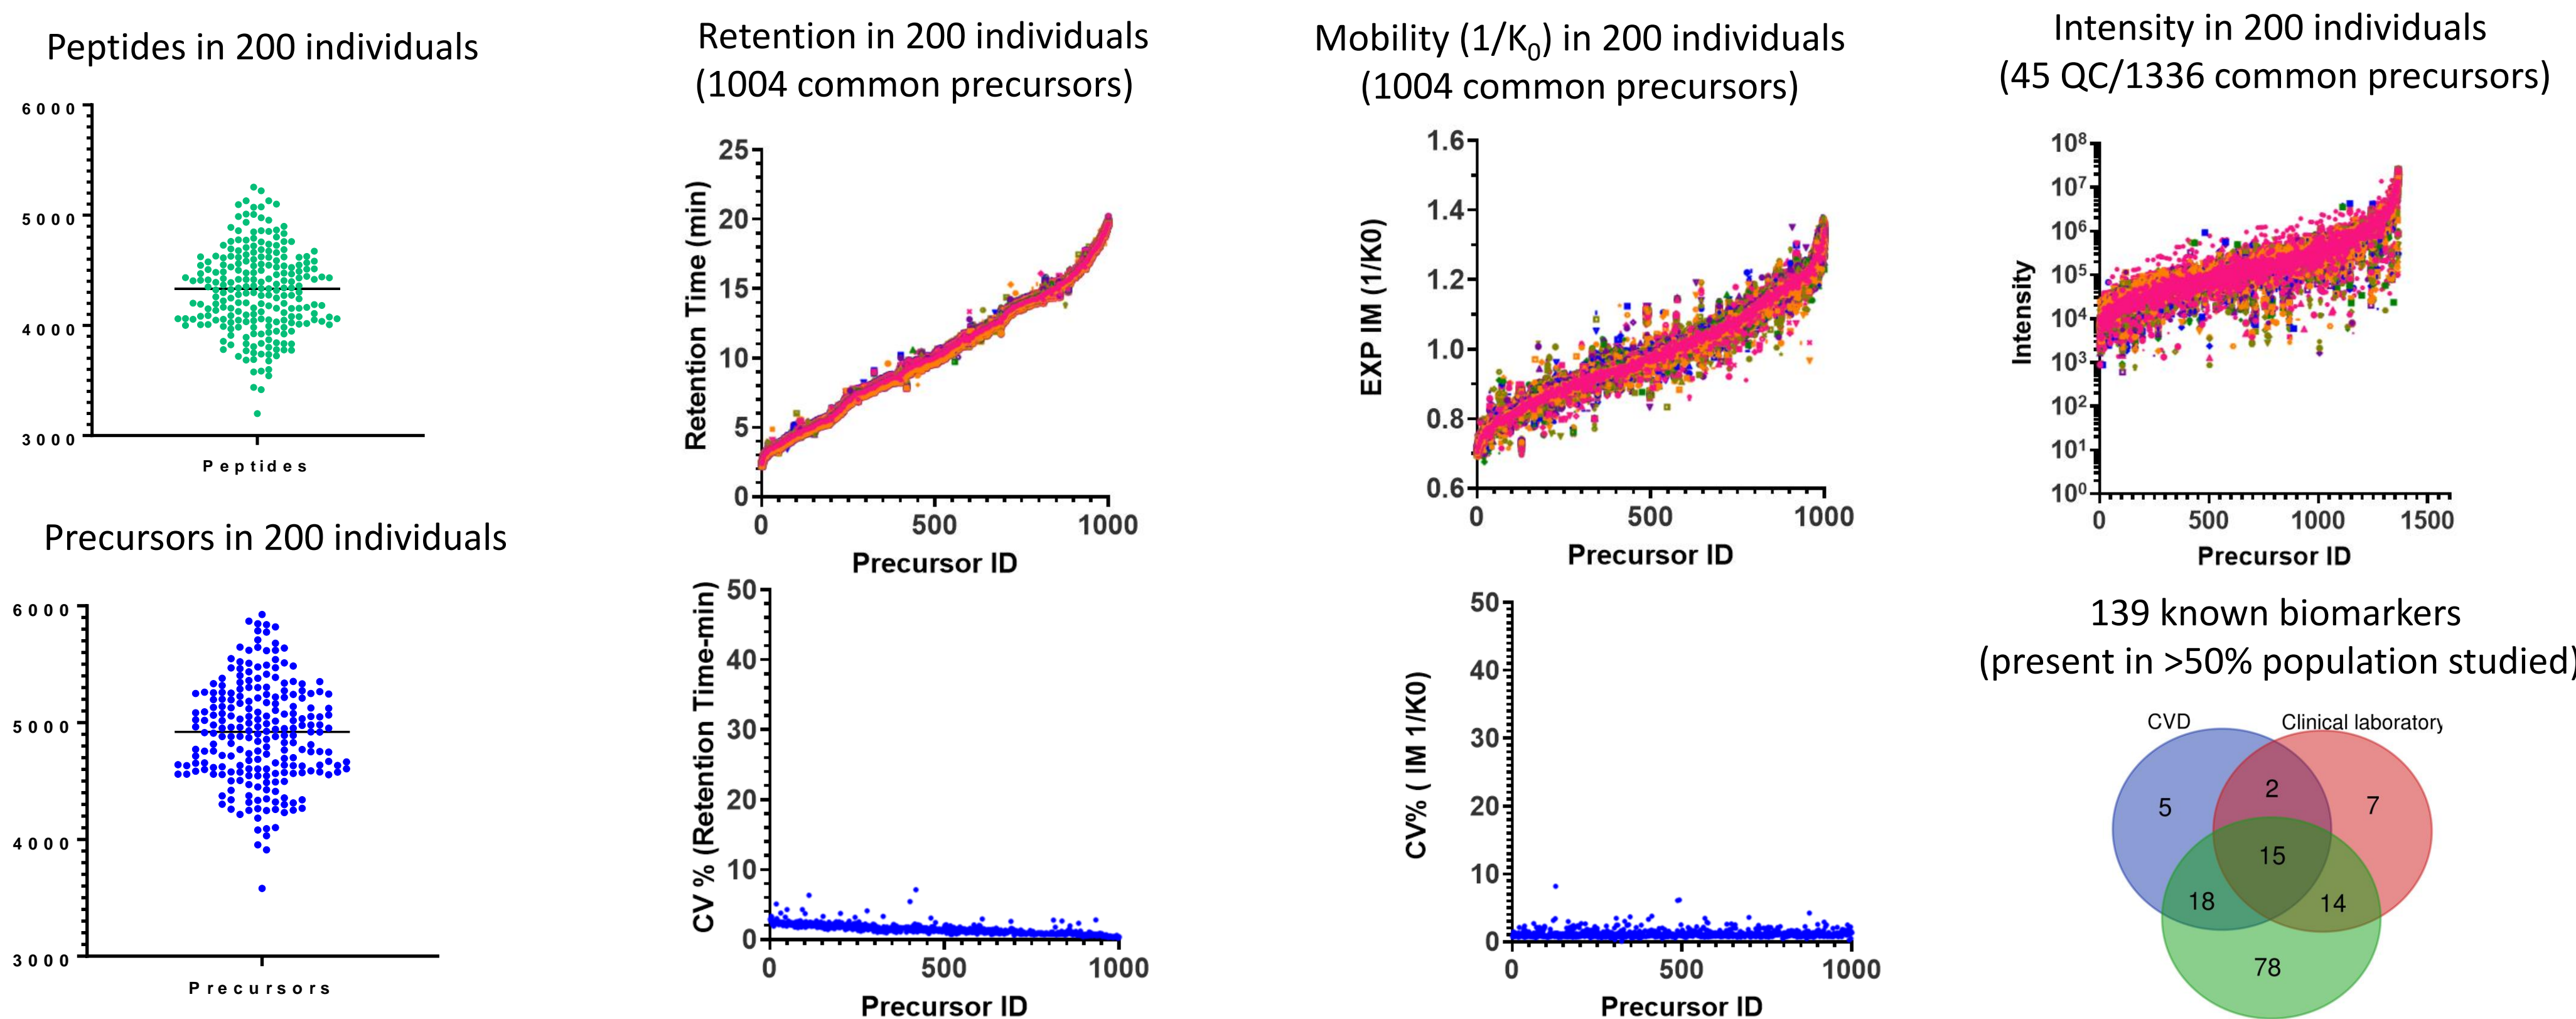 Peptides in 200 individuals
6000
5000
4000
3000
Peptides
Precursors in 200 individuals
6000
5000
4000
3000
Precursors
Retention in 200 individuals
(1004 common precursors)
Retention Time (min)
25
20
15
10
5
0
0 500 1000
Precursor ID
CV % (Retention Time-min)
50
40
30
20
10
0
0 500 1000
Precursor ID
Mobility (1/K0) in 200 individuals
(1004 common precursors)
EXP IM (1/K0)
1.6
1.4
1.2
1.0
0.8
0.6
0 500 1000
Precursor ID
CV% ( IM 1/K0)
50
40
30
20
10
0
0 500 1000
Precursor ID
Intensity in 200 individuals
(45 QC/1336 common precursors)
Intensity
10⁸
10⁷
10⁶
10⁵
10⁴
10³
10²
10¹
10⁰
0 500 1000 1500
Precursor ID
139 known biomarkers
(present in >50% population studied)
CVD Clinical laboratory
2
5 7
15
18 14
78